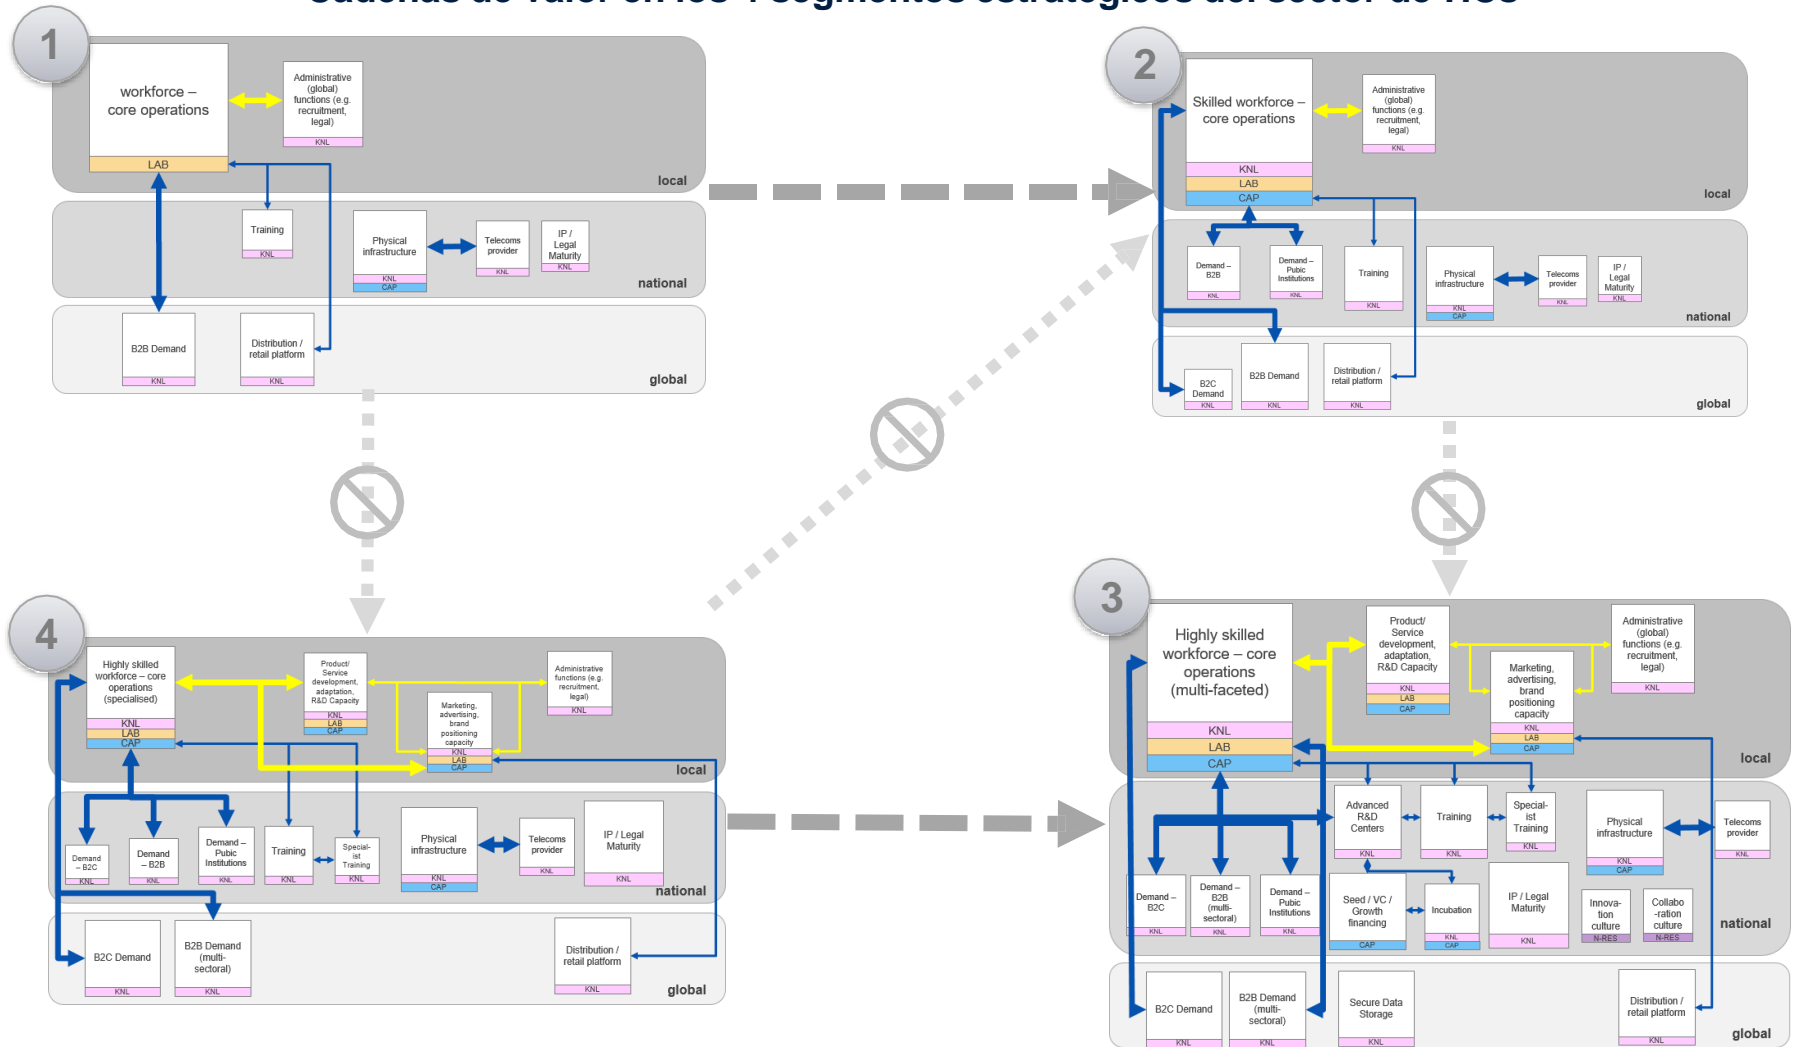 1
workforce –
core operations
LAB
Administrative
(global)
functions (e.g.
recruitment,
legal)
KNL
local
Training
KNL
Physical
infrastructure
KNL
CAP
Telecoms
provider
KNL
IP /
Legal
Maturity
KNL
national
B2B Demand
KNL
Distribution /
retail platform
KNL
global
2
Skilled workforce –
core operations
KNL
LAB
CAP
Administrative
(global)
functions (e.g.
recruitment,
legal)
KNL
local
Demand –
B2B
KNL
Demand –
Pubic
Institutions
KNL
Training
KNL
Physical
infrastructure
KNL
CAP
Telecoms
provider
KNL
IP /
Legal
Maturity
KNL
national
B2C
Demand
KNL
B2B Demand
KNL
Distribution /
retail platform
KNL
global
4
Highly skilled
workforce – core
operations
(specialised)
KNL
LAB
CAP
Product/
Service
development,
adaptation,
R&D Capacity
KNL
LAB
CAP
Marketing,
advertising,
brand
positioning
capacity
KNL
LAB
CAP
Administrative
functions (e.g.
recruitment,
legal)
KNL
local
Demand
– B2C
KNL
Demand
– B2B
KNL
Demand –
Pubic
Institutions
KNL
Training
KNL
Special-
ist
Training
KNL
Physical
infrastructure
KNL
CAP
Telecoms
provider
KNL
IP / Legal
Maturity
KNL
national
B2C Demand
KNL
B2B Demand
(multi-
sectoral)
KNL
Distribution /
retail platform
KNL
global
3
Highly skilled
workforce – core
operations
(multi-faceted)
KNL
LAB
CAP
Product/
Service
development,
adaptation,
R&D Capacity
KNL
LAB
CAP
Marketing,
advertising,
brand
positioning
capacity
KNL
LAB
CAP
Administrative
(global)
functions (e.g.
recruitment,
legal)
KNL
local
Advanced
R&D
Centers
KNL
Training
KNL
Special-
ist
Training
KNL
Physical
infrastructure
KNL
CAP
Telecoms
provider
KNL
Demand –
B2C
KNL
Demand –
B2B
(multi-
sectoral)
KNL
Demand –
Pubic
Institutions
KNL
Seed / VC /
Growth
financing
CAP
Incubation
KNL
CAP
IP / Legal
Maturity
KNL
Innova-
tion
culture
N-RES
Collabo
-ration
culture
N-RES
national
B2C Demand
KNL
B2B Demand
(multi-
sectoral)
KNL
Secure Data
Storage
KNL
Distribution /
retail platform
KNL
global